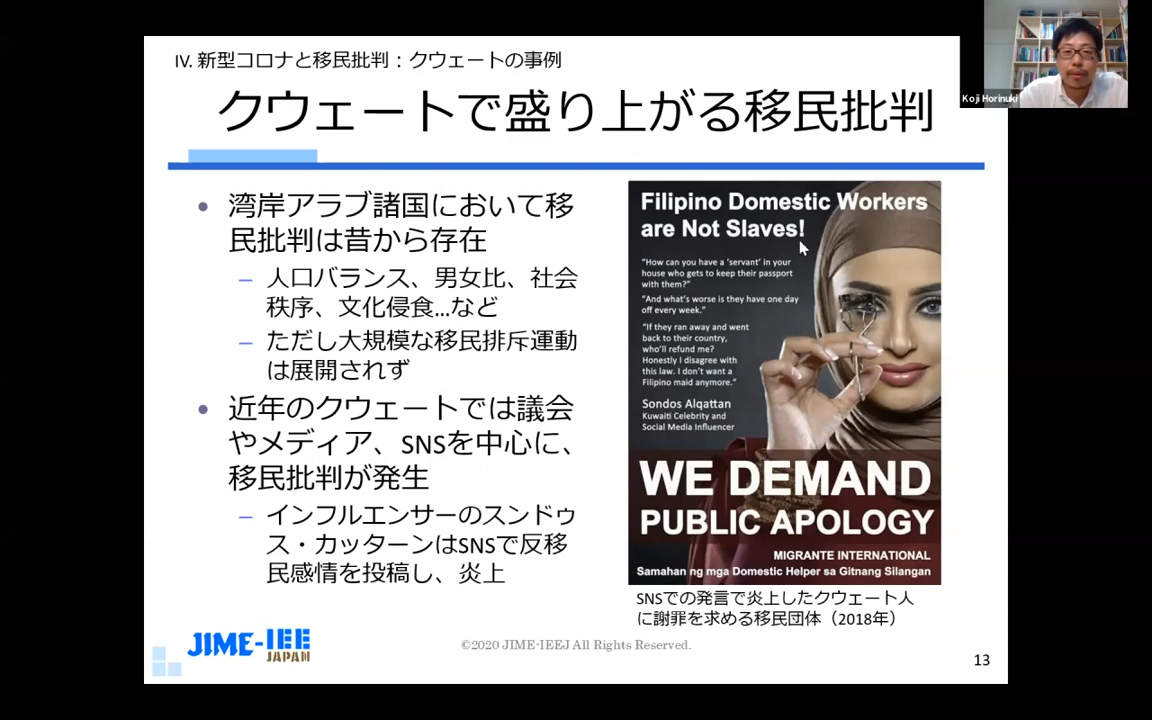 IV. 新型コロナと移民批判：クウェートの事例
クウェートで盛り上がる移民批判
Koji Horinuki
• 湾岸アラブ諸国において移
民批判は昔から存在
– 人口バランス、男女比、社会
秩序、文化侵食...など
– ただし大規模な移民排斥運動
は展開されず
• 近年のクウェートでは議会
やメディア、SNSを中心に、
移民批判が発生
– インフルエンサーのスンドゥ
ス・カッターンはSNSで反移
民感情を投稿し、炎上
Filipino Domestic Workers
are Not Slaves!
“How can you have a ‘servant’ in your
house who gets to keep their passport
with them?”
“And what’s worse is they have one day
off every week.”
“If they ran away and went
back to their country,
who’ll refund me?
Honestly I disagree with
this law. I don’t want a
Filipino maid anymore.”
Sondos Alqattan
Kuwaiti Celebrity and
Social Media Influencer
WE DEMAND
PUBLIC APOLOGY
MIGRANTE INTERNATIONAL
Samahan ng mga Domestic Helper sa Gitnang Silangan
SNSでの発言で炎上したクウェート人
に謝罪を求める移民団体（2018年）
JIME-IEE
JAPAN
©2020 JIME-IEEJ All Rights Reserved.
13